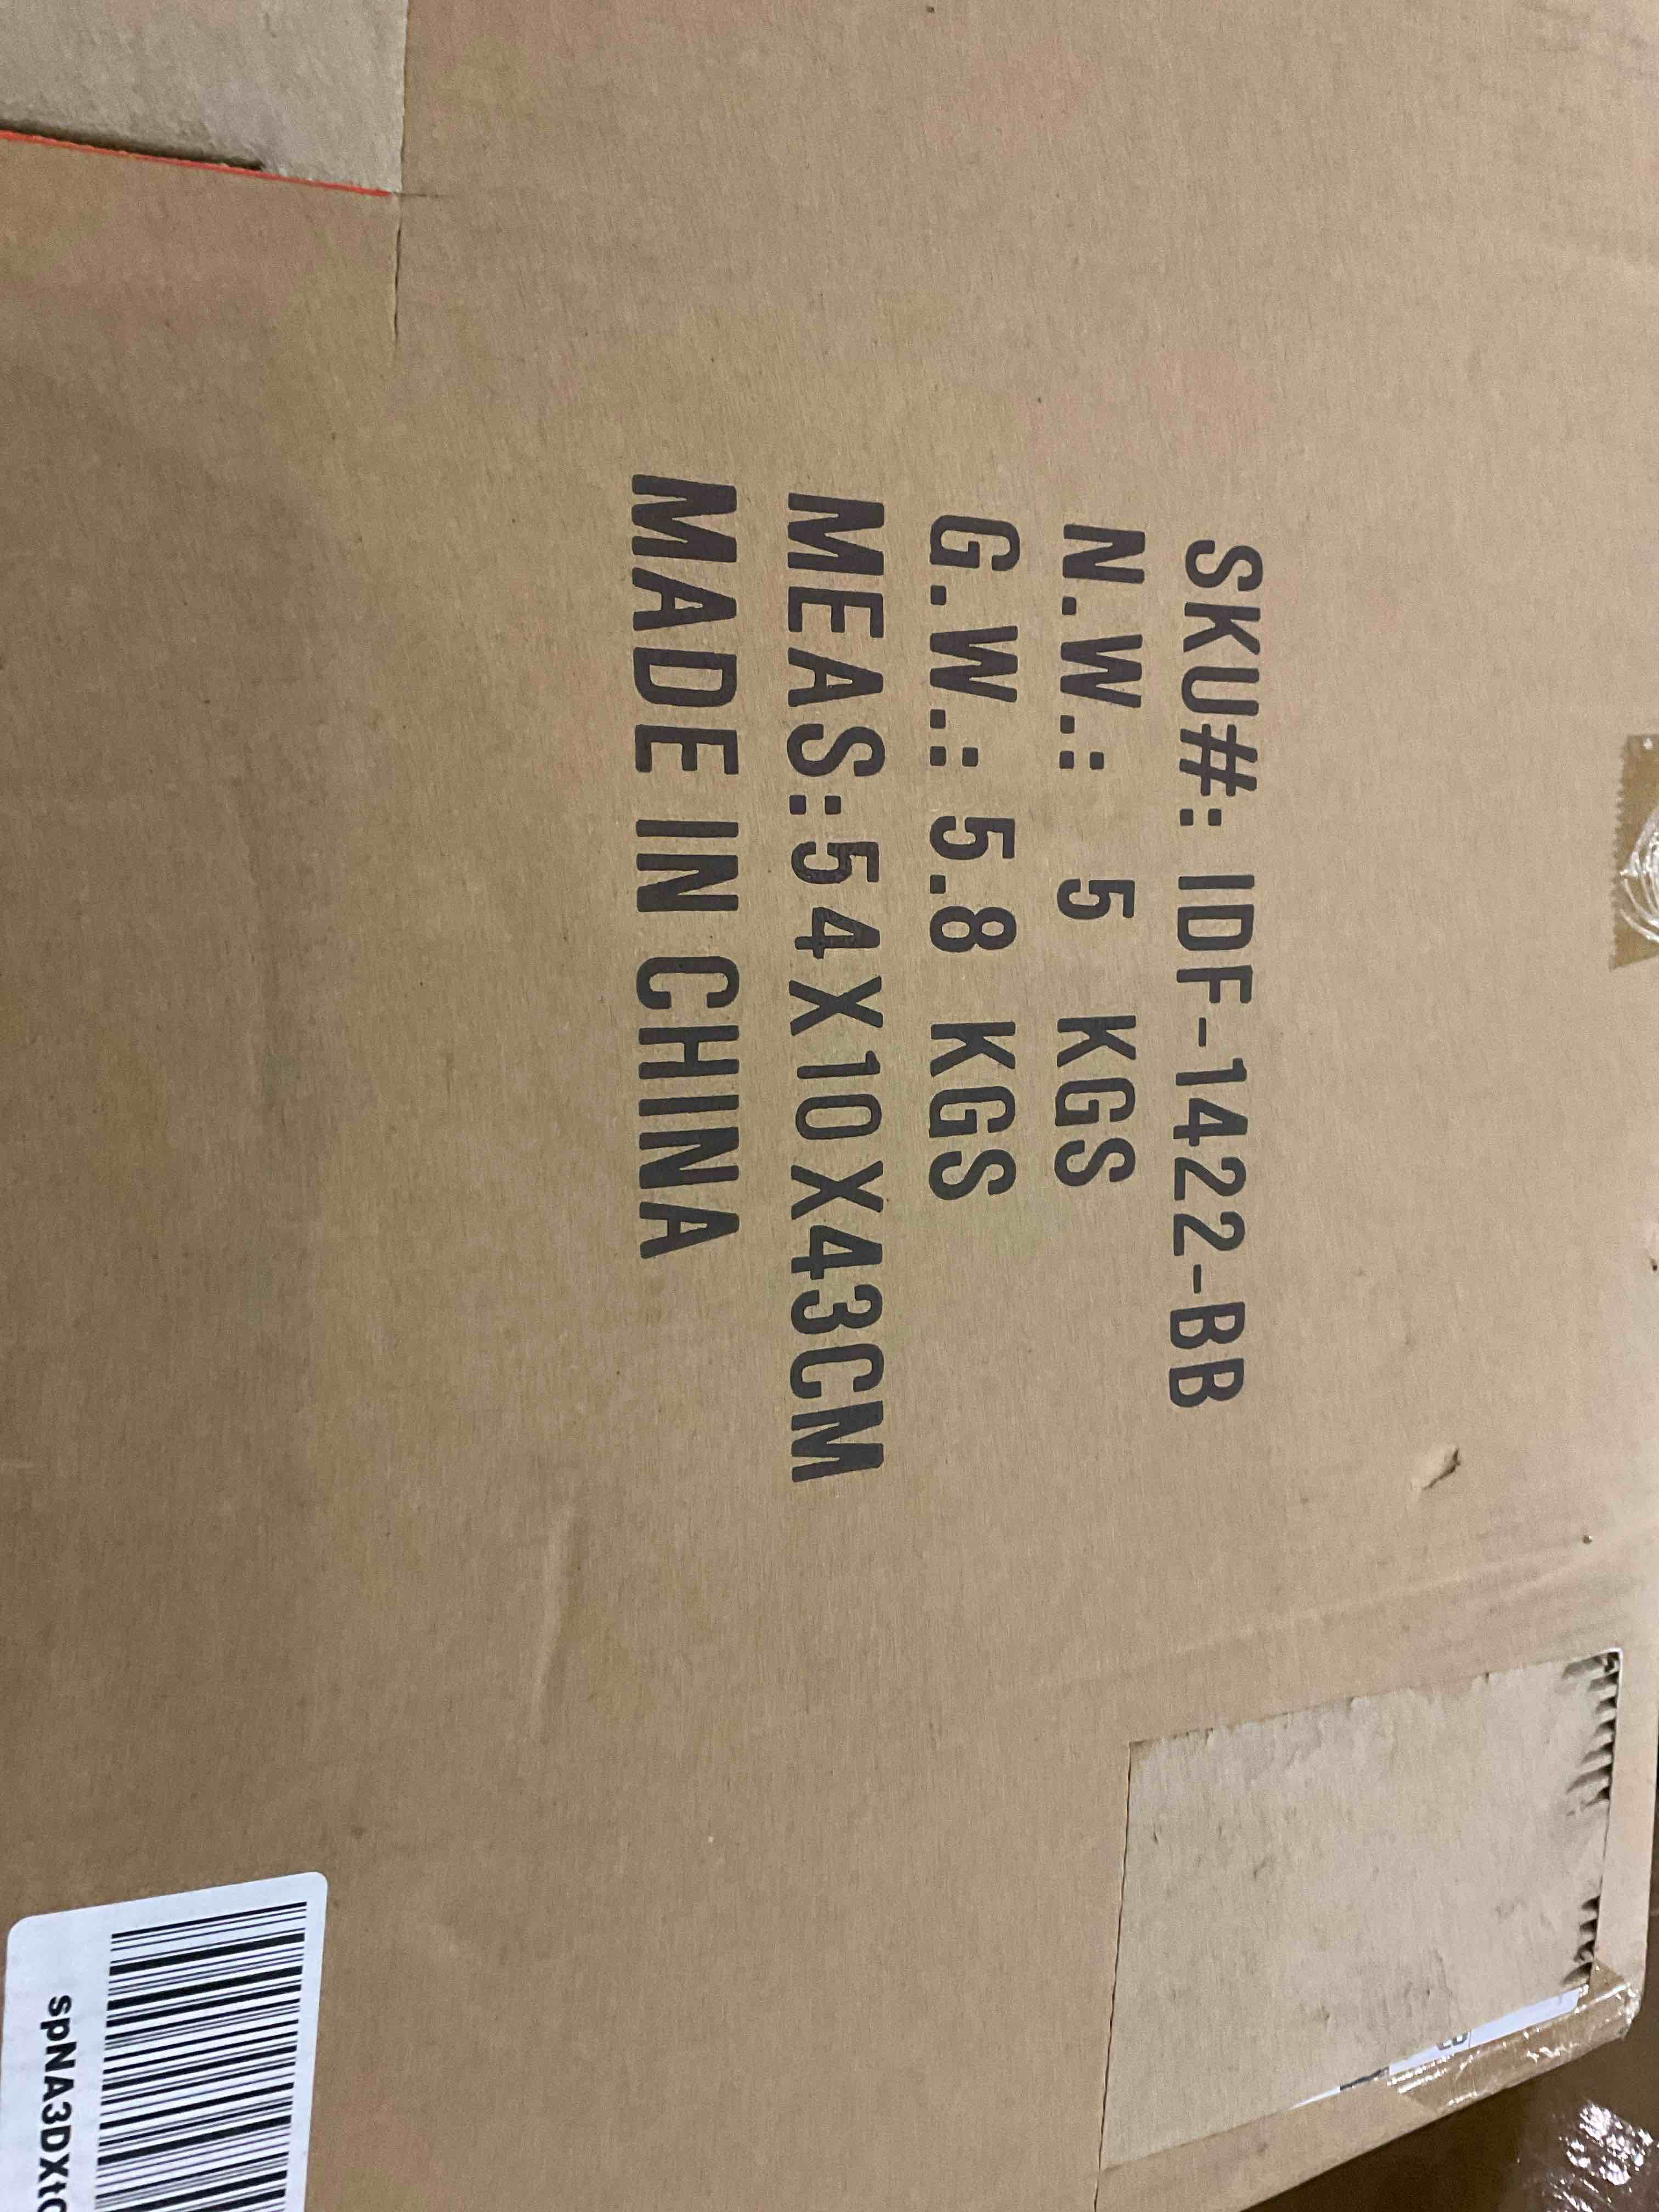 SKU#: IDF-1422-BB
N.W.: 5 KGS
G.W.: 5.8 KGS
MEAS:54X10X43CM
MADE IN CHINA